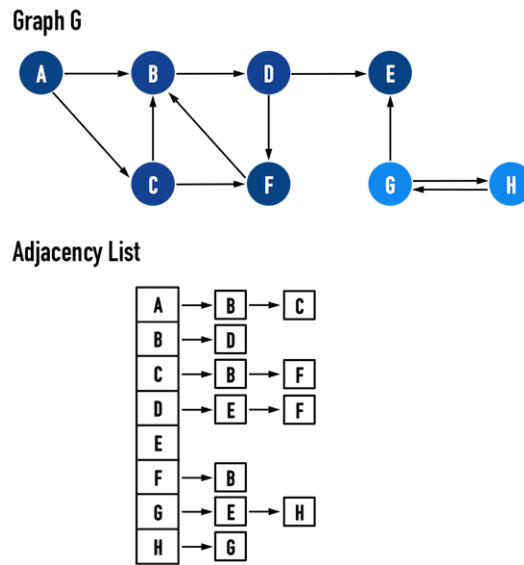 Graph G
A B D E
C F G H
Adjacency List
A B C
B D
C B F
D E F
E
F B
G E H
H G